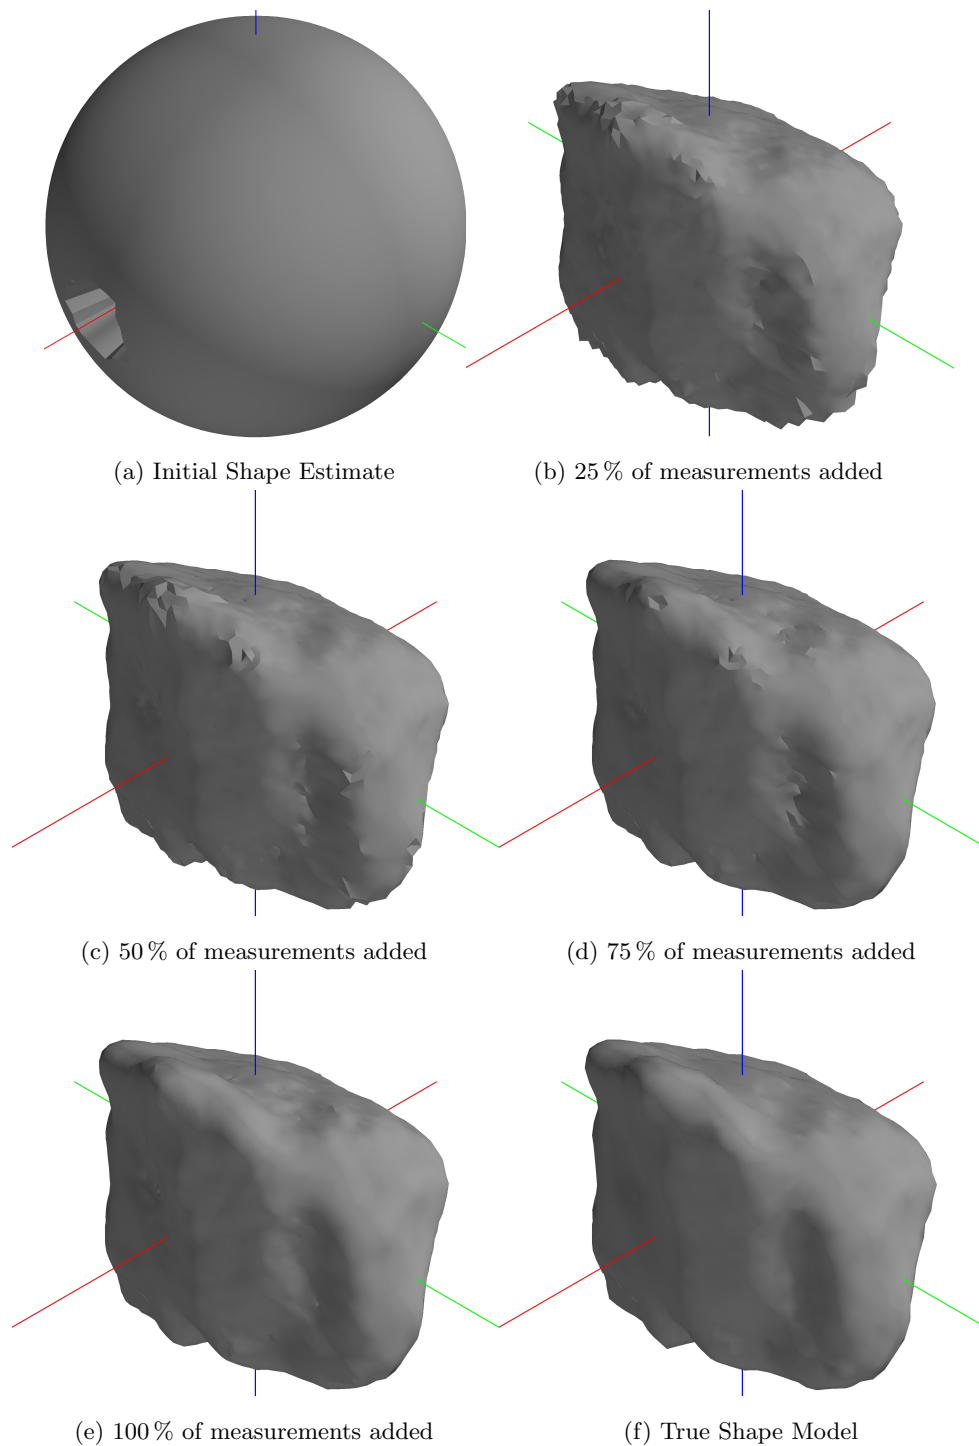 (a) Initial Shape Estimate
(b) 25 % of measurements added
(c) 50 % of measurements added
(d) 75 % of measurements added
(e) 100 % of measurements added
(f) True Shape Model